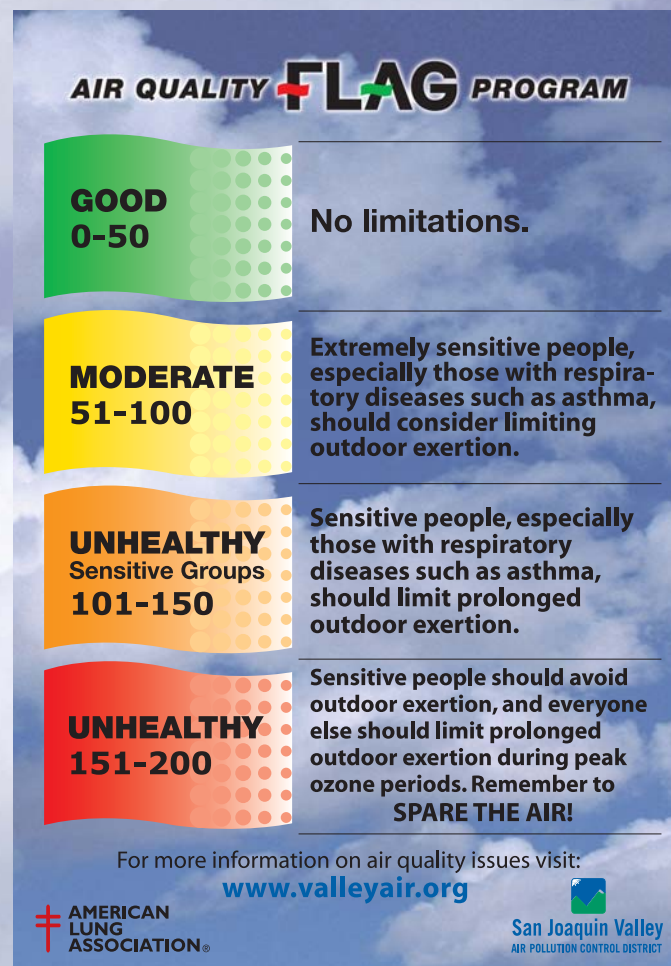 AIR QUALITY FLAG PROGRAM
GOOD
0-50
No limitations.
MODERATE
51-100
Extremely sensitive people,
especially those with respira-
tory diseases such as asthma,
should consider limiting
outdoor exertion.
UNHEALTHY
Sensitive Groups
101-150
Sensitive people, especially
those with respiratory
diseases such as asthma,
should limit prolonged
outdoor exertion.
UNHEALTHY
151-200
Sensitive people should avoid
outdoor exertion, and everyone
else should limit prolonged
outdoor exertion during peak
ozone periods. Remember to
SPARE THE AIR!
For more information on air quality issues visit:
www.valleyair.org
AMERICAN
LUNG
ASSOCIATION®
San Joaquin Valley
AIR POLLUTION CONTROL DISTRICT